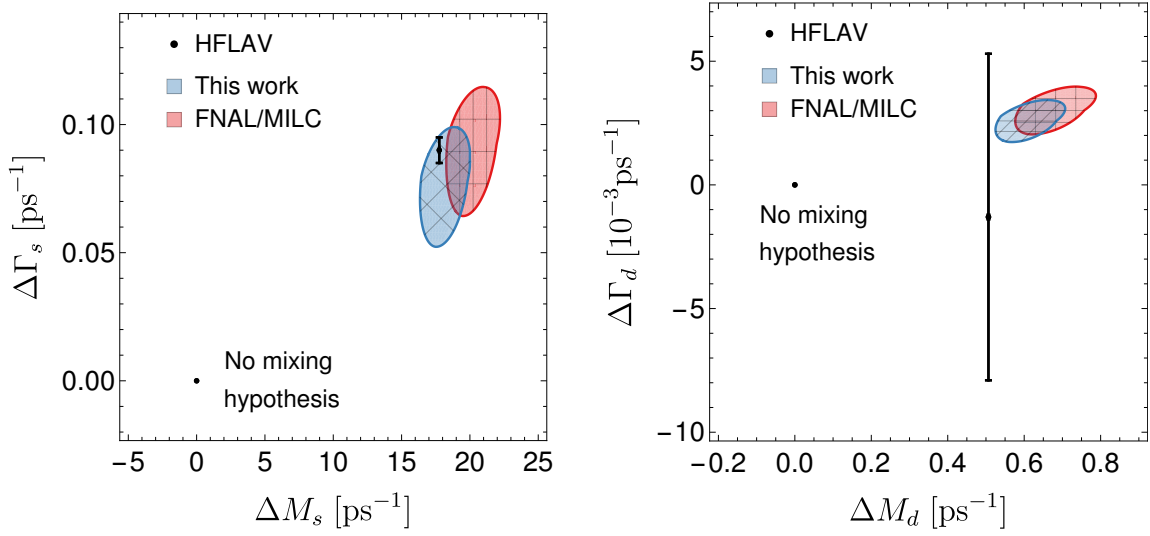 HFLAV
This work
FNAL/MILC
0.10
0.05
0.00
ΔΓ_s [ps⁻¹]
No mixing
hypothesis
−5 0 5 10 15 20 25
ΔM_s [ps⁻¹]
HFLAV
This work
FNAL/MILC
5
0
−5
−10
ΔΓ_d [10⁻³ps⁻¹]
No mixing
hypothesis
−0.2 0.0 0.2 0.4 0.6 0.8
ΔM_d [ps⁻¹]